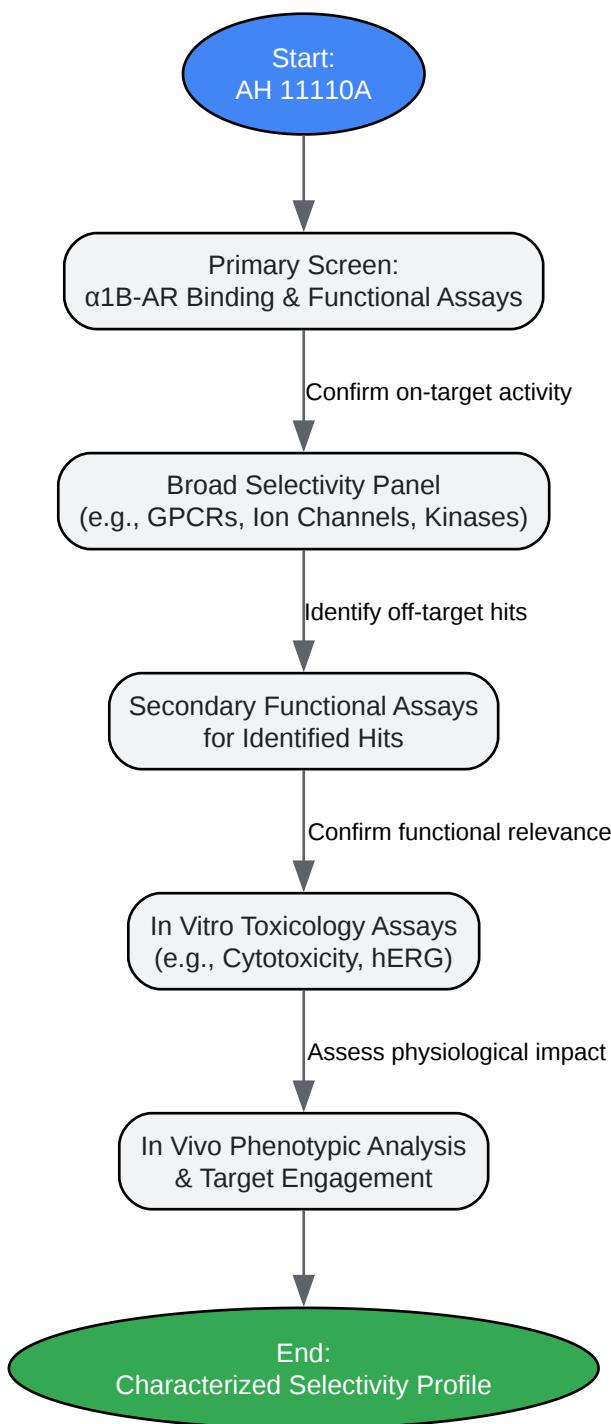 Start:
AH 11110A
Primary Screen:
α1B-AR Binding & Functional Assays
Confirm on-target activity
Broad Selectivity Panel
(e.g., GPCRs, Ion Channels, Kinases)
Identify off-target hits
Secondary Functional Assays
for Identified Hits
Confirm functional relevance
In Vitro Toxicology Assays
(e.g., Cytotoxicity, hERG)
Assess physiological impact
In Vivo Phenotypic Analysis
& Target Engagement
End:
Characterized Selectivity Profile